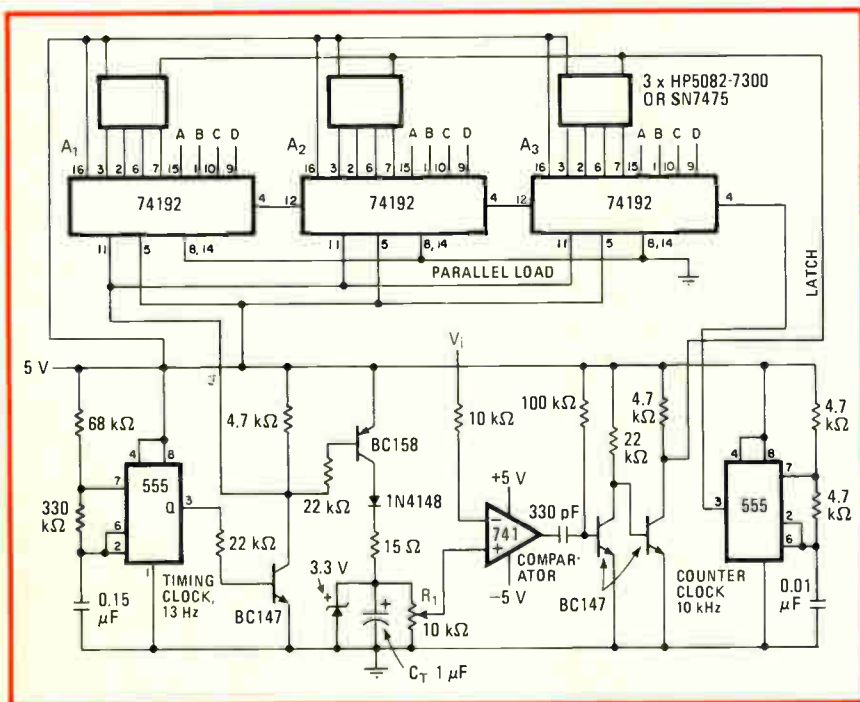 3 x HP5082-7300
OR SN7475
A1
A B C D
A2
A B C D
A3
A B C D
16 3 2 6 7 15 1 10 9
16 3 2 6 7 15 1 10 9
16 3 2 6 7 15 1 10 9
74192
4
12
74192
4
12
74192
4
11 5 8, 14
11 5 8, 14
11 5 8, 14
PARALLEL LOAD
LATCH
5 V
Vi
68 kΩ
4.7 kΩ
BC158
10 kΩ
100 kΩ
22 kΩ
4.7 kΩ
4.7 kΩ
4 8
7
555
Q
3
6
2
1
330 kΩ
22 kΩ
22 kΩ
1N4148
15 Ω
+5 V
−
741
+
330 pF
COMPAR-
ATOR
−5 V
4 8
7
3
555
2
6
4.7 kΩ
TIMING
CLOCK,
13 Hz
BC147
3.3 V
+
+
R1
10 kΩ
BC147
COUNTER
CLOCK
10 kHz
0.15 μF
CT 1 μF
0.01 μF